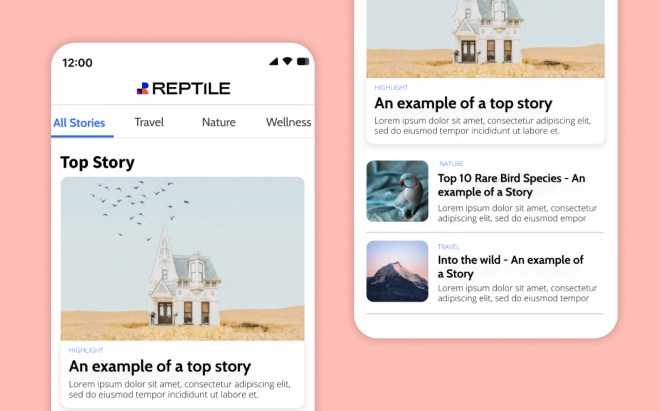 12:00
REPTILE
All Stories Travel Nature Wellness
Top Story
HIGHLIGHT
An example of a top story
Lorem ipsum dolor sit amet, consectetur adipiscing elit,
sed do eiusmod tempor incididunt ut labore et.
HIGHLIGHT
An example of a top story
Lorem ipsum dolor sit amet, consectetur adipiscing elit,
sed do eiusmod tempor incididunt ut labore et.
NATURE
Top 10 Rare Bird Species - An
example of a Story
Lorem ipsum dolor sit amet, consectetur
adipiscing elit, sed do eiusmod empor
TRAVEL
Into the wild - An example of
a Story
Lorem ipsum dolor sit amet, consectetur
adipiscing elit, sed do eiusmod tempor